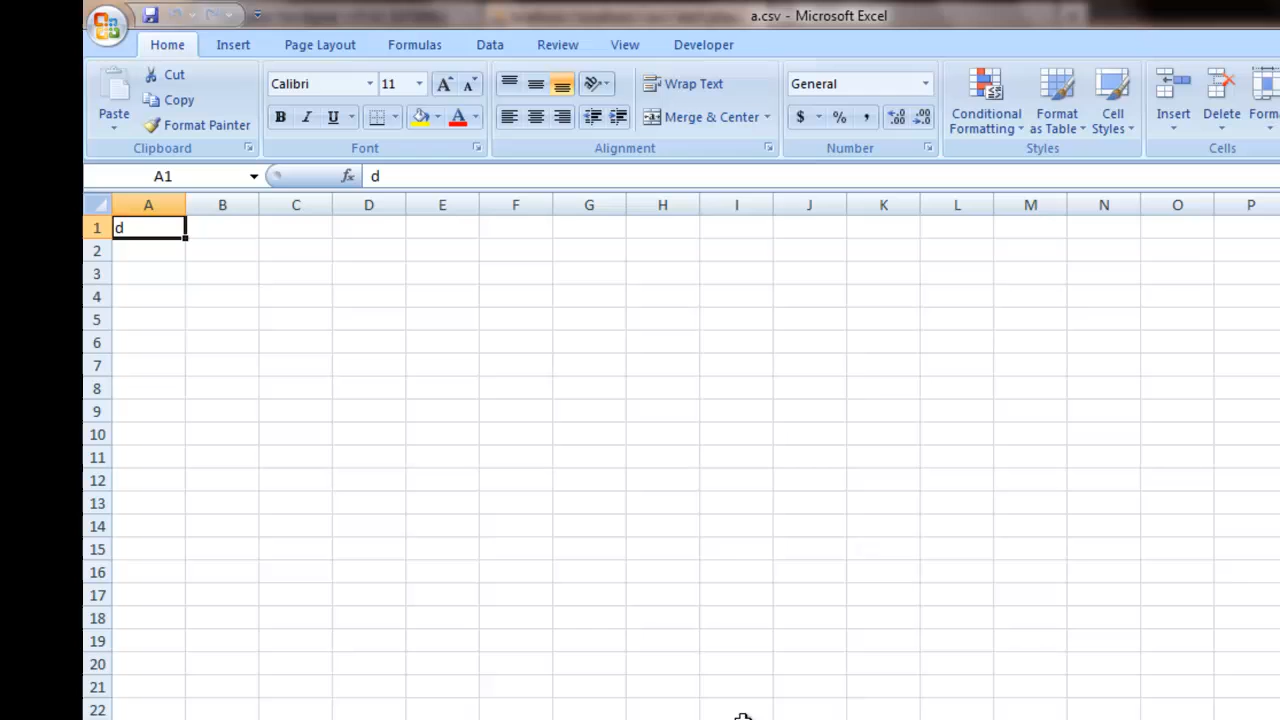 a.csv - Microsoft Excel
Home Insert Page Layout Formulas Data Review View Developer
Paste
Cut
Copy
Format Painter
Clipboard
Calibri 11
B I U
Font
Wrap Text
Merge & Center
Alignment
General
$ % ,
Number
Conditional Formatting
Format as Table
Cell Styles
Styles
Insert Delete Forma
Cells
A1 fx d
A B C D E F G H I J K L M N O P
1 d
2
3
4
5
6
7
8
9
10
11
12
13
14
15
16
17
18
19
20
21
22